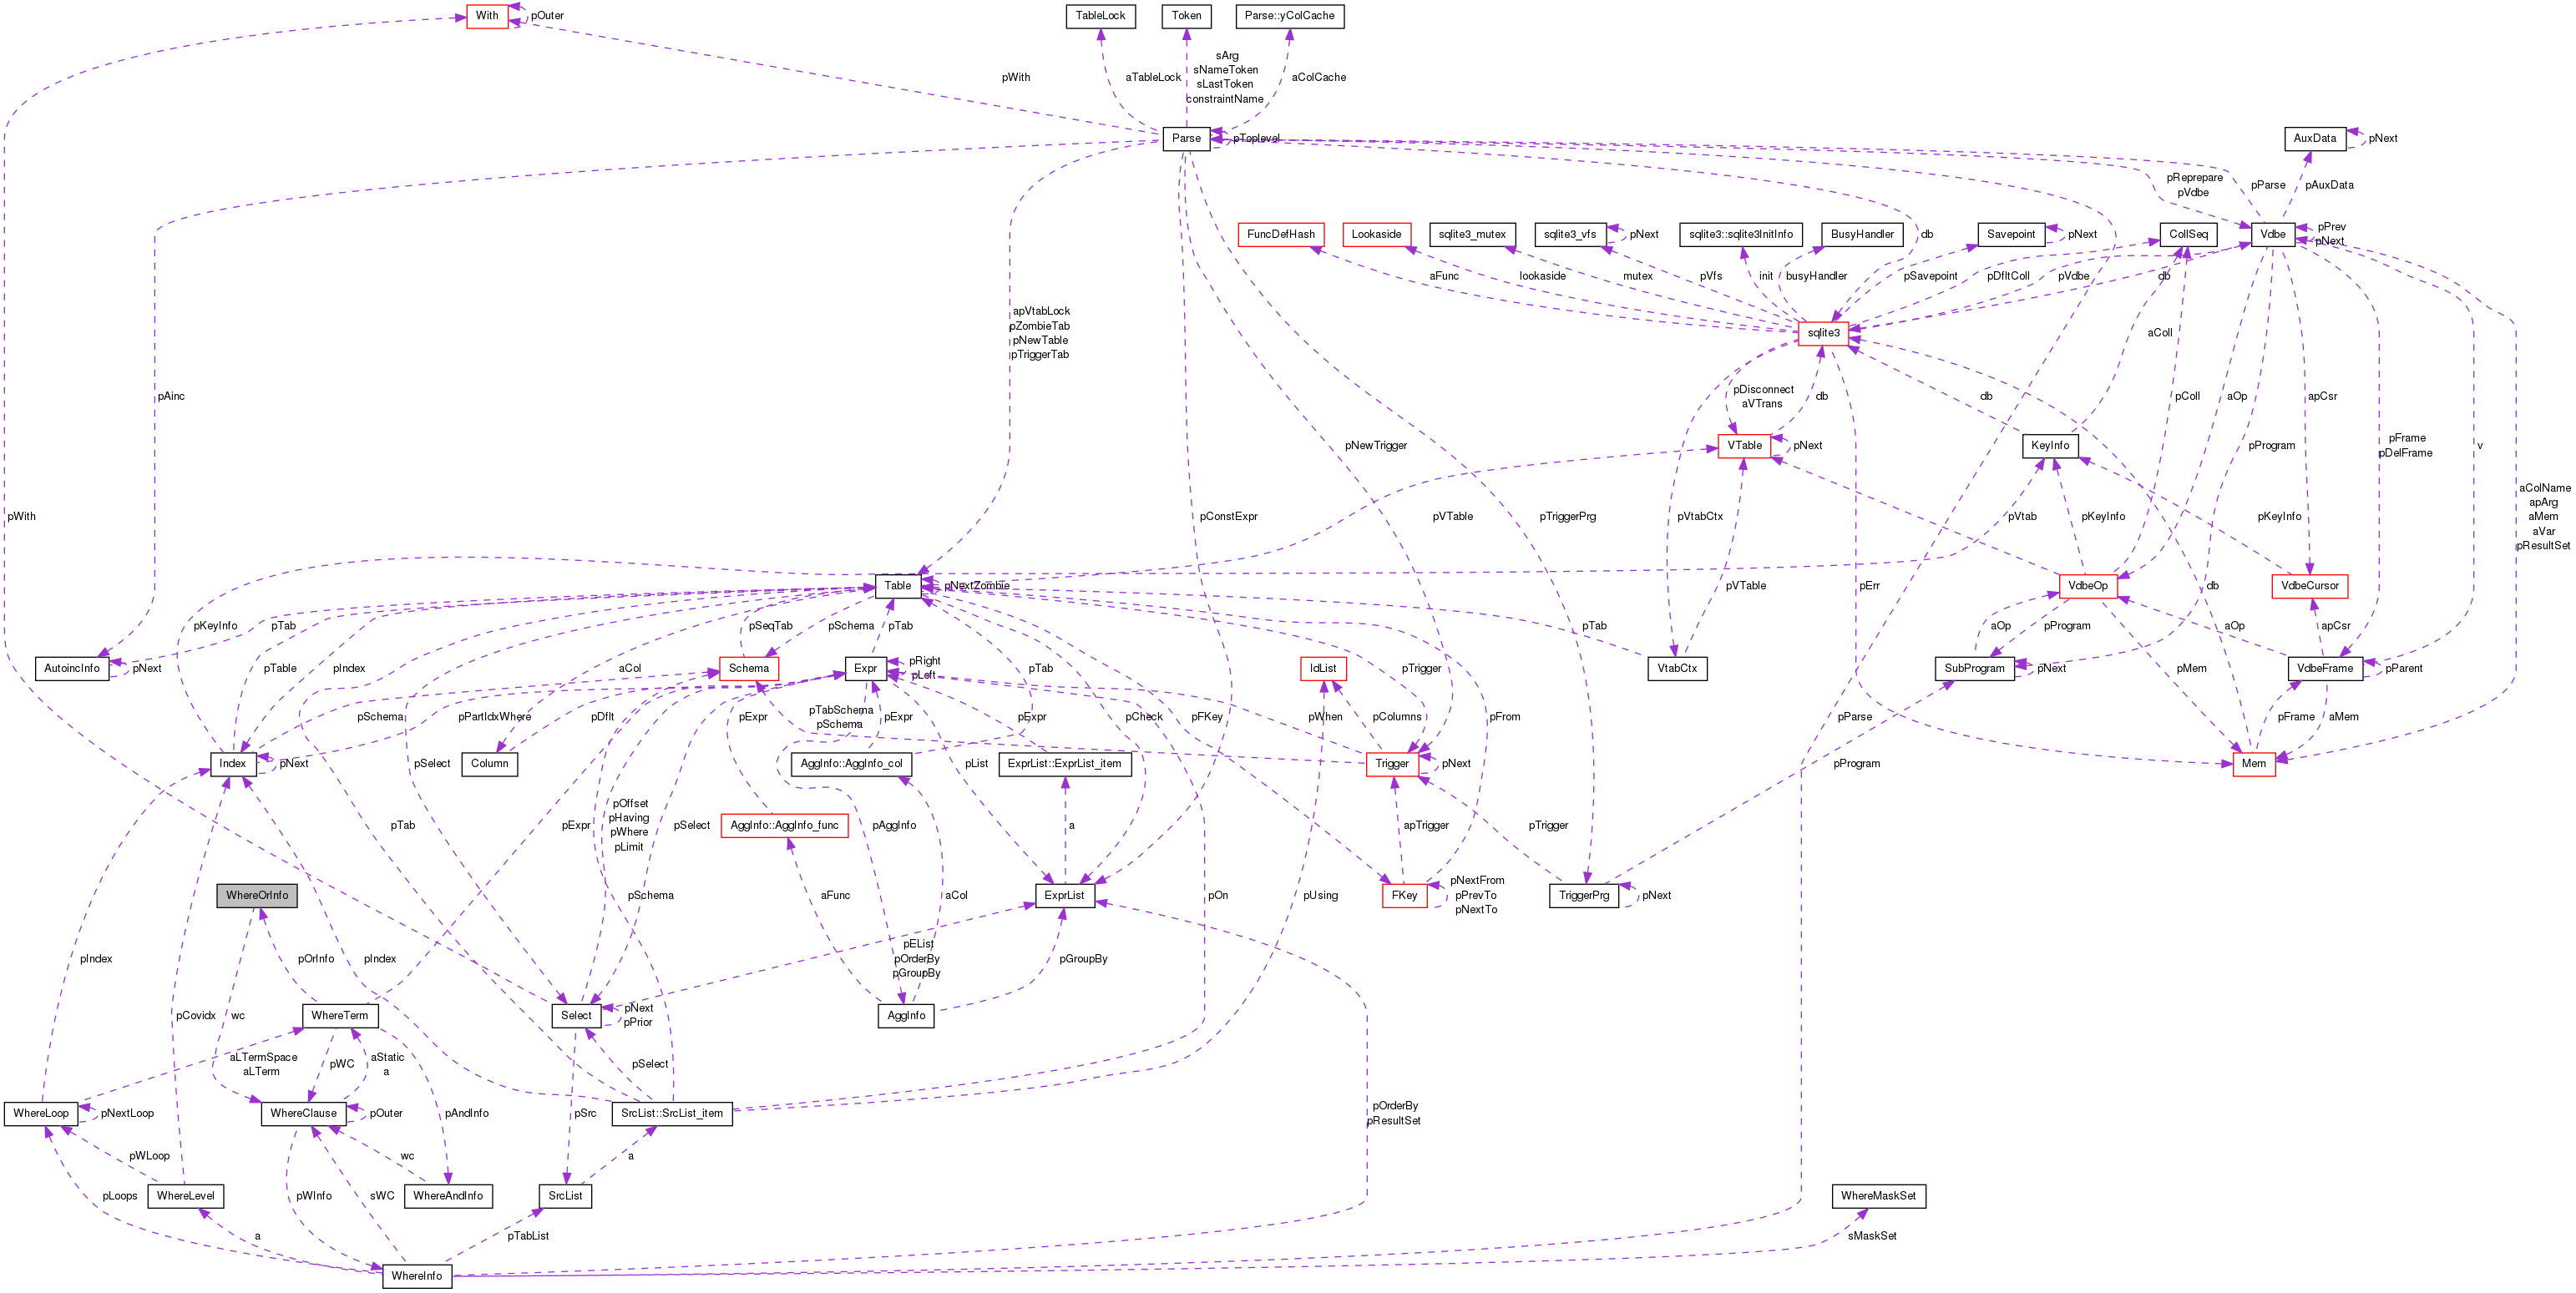 With
pOuter
TableLock
Token
Parse::yColCache
pWith
aTableLock
sArg
sNameToken
sLastToken
constraintName
aColCache
Parse
pToplevel
AuxData
pNext
pReprepare
pVdbe
pParse
pAuxData
FuncDefHash
Lookaside
sqlite3_mutex
sqlite3_vfs
pNext
sqlite3::sqlite3InitInfo
BusyHandler
Savepoint
pNext
CollSeq
Vdbe
pPrev
pNext
db
aFunc
lookaside
mutex
pVfs
init
busyHandler
pSavepoint
pDfltColl
pVdbe
db
apVtabLock
pZombieTab
pNewTable
pTriggerTab
sqlite3
aColl
pAinc
pDisconnect
aVTrans
db
db
pColl
aOp
apCsr
pNewTrigger
VTable
pNext
KeyInfo
pProgram
pFrame
pDelFrame
v
pWith
pConstExpr
pVTable
pTriggerPrg
pVtabCtx
pVtab
pKeyInfo
pKeyInfo
aColName
apArg
aMem
aVar
pResultSet
Table
pNextZombie
pVTable
pErr
VdbeOp
db
VdbeCursor
pKeyInfo
pTab
pSeqTab
pSchema
pTab
pTab
aOp
pProgram
aOp
apCsr
AutoincInfo
pNext
pTable
pIndex
aCol
Schema
Expr
pRight
pLeft
pTab
IdList
pTrigger
VtabCtx
SubProgram
pNext
pMem
VdbeFrame
pParent
pSchema
pPartIdxWhere
pDflt
pExpr
pTabSchema
pSchema
pExpr
pExpr
pCheck
pFKey
pWhen
pColumns
pFrom
pParse
pFrame
aMem
Index
pNext
Column
pSelect
AggInfo::AggInfo_col
pList
ExprList::ExprList_item
Trigger
pNext
pProgram
Mem
pTab
pExpr
pOffset
pHaving
pWhere
pLimit
pSelect
AggInfo::AggInfo_func
pAggInfo
a
apTrigger
pTrigger
WhereOrInfo
pSchema
aFunc
aCol
ExprList
pOn
pUsing
FKey
pNextFrom
pPrevTo
pNextTo
TriggerPrg
pNext
pIndex
pOrInfo
pIndex
pEList
pOrderBy
pGroupBy
pGroupBy
pCovidx
wc
WhereTerm
Select
pNext
pPrior
AggInfo
aLTermSpace
aLTerm
pWC
aStatic
a
pSelect
WhereLoop
pNextLoop
WhereClause
pOuter
pAndInfo
pSrc
SrcList::SrcList_item
pOrderBy
pResultSet
pWLoop
wc
a
pLoops
WhereLevel
pWInfo
sWC
WhereAndInfo
SrcList
WhereMaskSet
a
pTabList
sMaskSet
WhereInfo